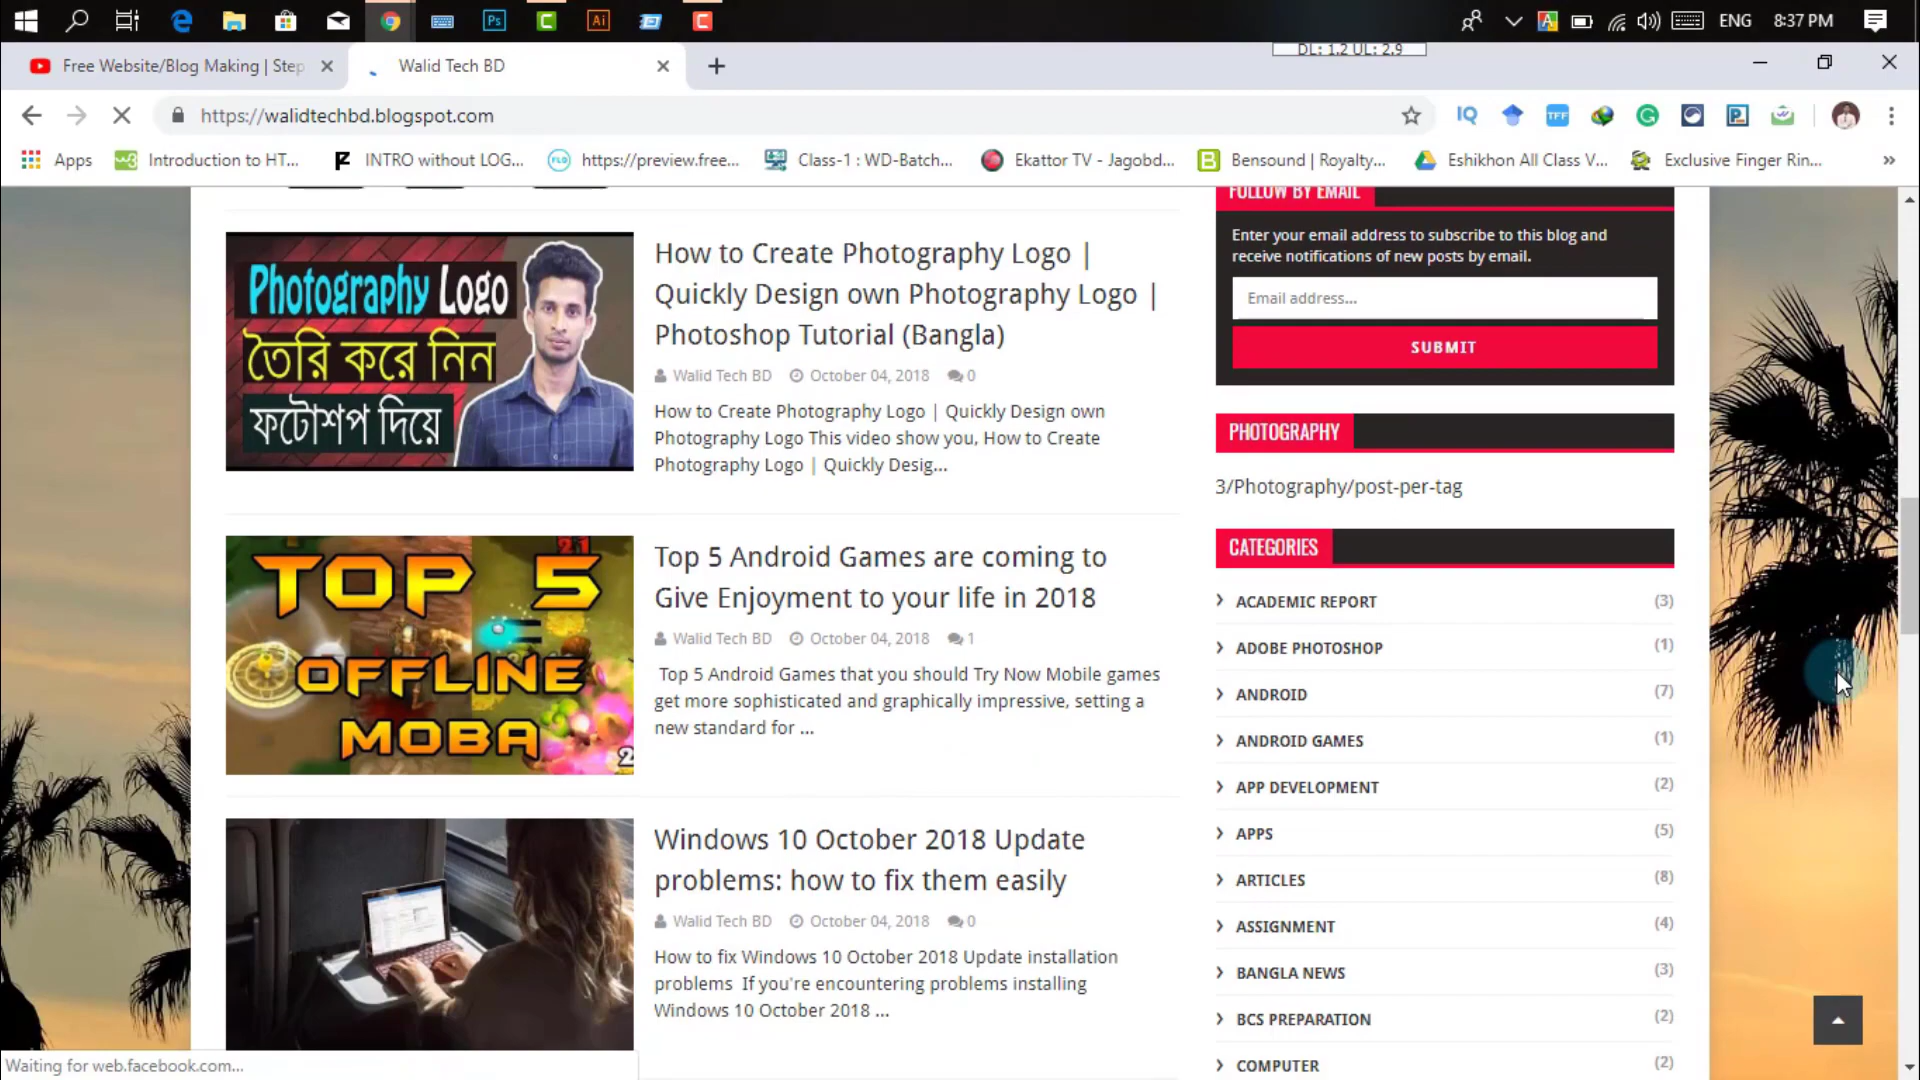 Ps
Ai
ENG
8:37 PM
DL: 1.2 UL: 2.9
Free Website/Blog Making | Step
Walid Tech BD
https://walidtechbd.blogspot.com
Apps
Introduction to HT...
INTRO without LOG...
https://preview.free...
Class-1 : WD-Batch...
Ekattor TV - Jagobd...
Bensound | Royalty...
Eshikhon All Class V...
Exclusive Finger Rin...
Photography Logo
তৈরি করে নিন
ফটোশপ দিয়ে
How to Create Photography Logo |
Quickly Design own Photography Logo |
Photoshop Tutorial (Bangla)
Walid Tech BD October 04, 2018 0
How to Create Photography Logo | Quickly Design own
Photography Logo This video show you, How to Create
Photography Logo | Quickly Desig...
TOP 5
OFFLINE
MOBA
Top 5 Android Games are coming to
Give Enjoyment to your life in 2018
Walid Tech BD October 04, 2018 1
Top 5 Android Games that you should Try Now Mobile games
get more sophisticated and graphically impressive, setting a
new standard for ...
Windows 10 October 2018 Update
problems: how to fix them easily
Walid Tech BD October 04, 2018 0
How to fix Windows 10 October 2018 Update installation
problems If you're encountering problems installing
Windows 10 October 2018 ...
FOLLOW BY EMAIL
Enter your email address to subscribe to this blog and
receive notifications of new posts by email.
Email address...
SUBMIT
PHOTOGRAPHY
3/Photography/post-per-tag
CATEGORIES
ACADEMIC REPORT (3)
ADOBE PHOTOSHOP (1)
ANDROID (7)
ANDROID GAMES (1)
APP DEVELOPMENT (2)
APPS (5)
ARTICLES (8)
ASSIGNMENT (4)
BANGLA NEWS (3)
BCS PREPARATION (2)
COMPUTER (2)
Waiting for web.facebook.com...